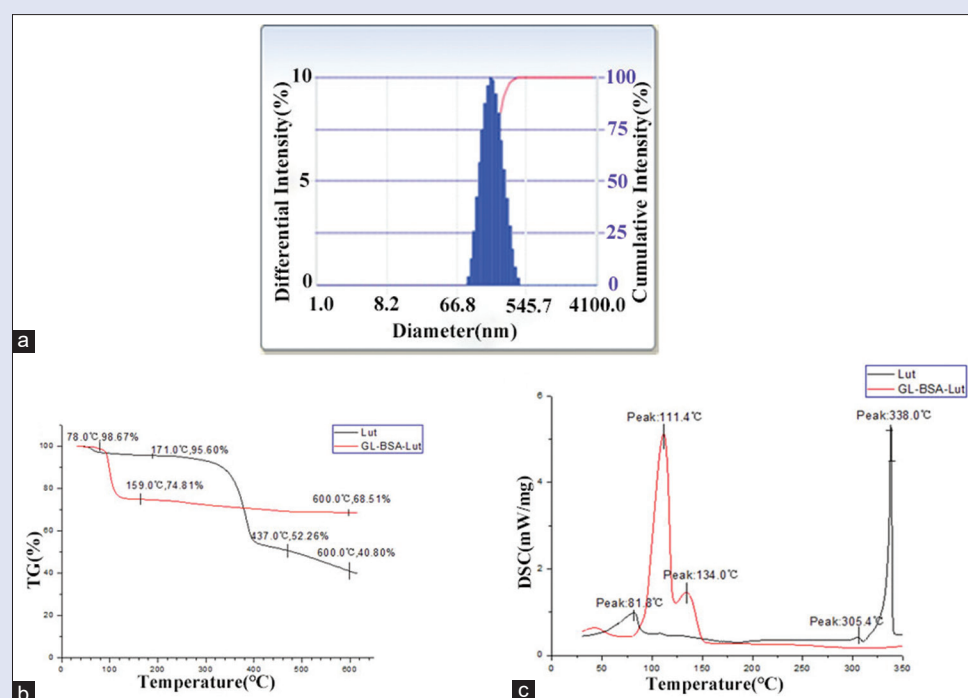 10
5
0
100
75
50
25
0
Differential Intensity(%)
Cumulative Intensity(%)
1.0 8.2 66.8 545.7 4100.0
Diameter(nm)
a
Lut
GL-BSA-Lut
78.0℃,98.67%
171.0℃,95.60%
159.0℃,74.81%
600.0℃,68.51%
437.0℃,52.26%
600.0℃,40.80%
100
80
60
40
20
0
TG(%)
0 100 200 300 400 500 600
Temperature(℃)
b
Lut
GL-BSA-Lut
Peak:111.4℃
Peak:338.0℃
Peak:134.0℃
Peak:81.8℃
Peak:305.4℃
6
5
4
3
2
1
0
DSC(mW/mg)
0 50 100 150 200 250 300 350
Temperature(℃)
c